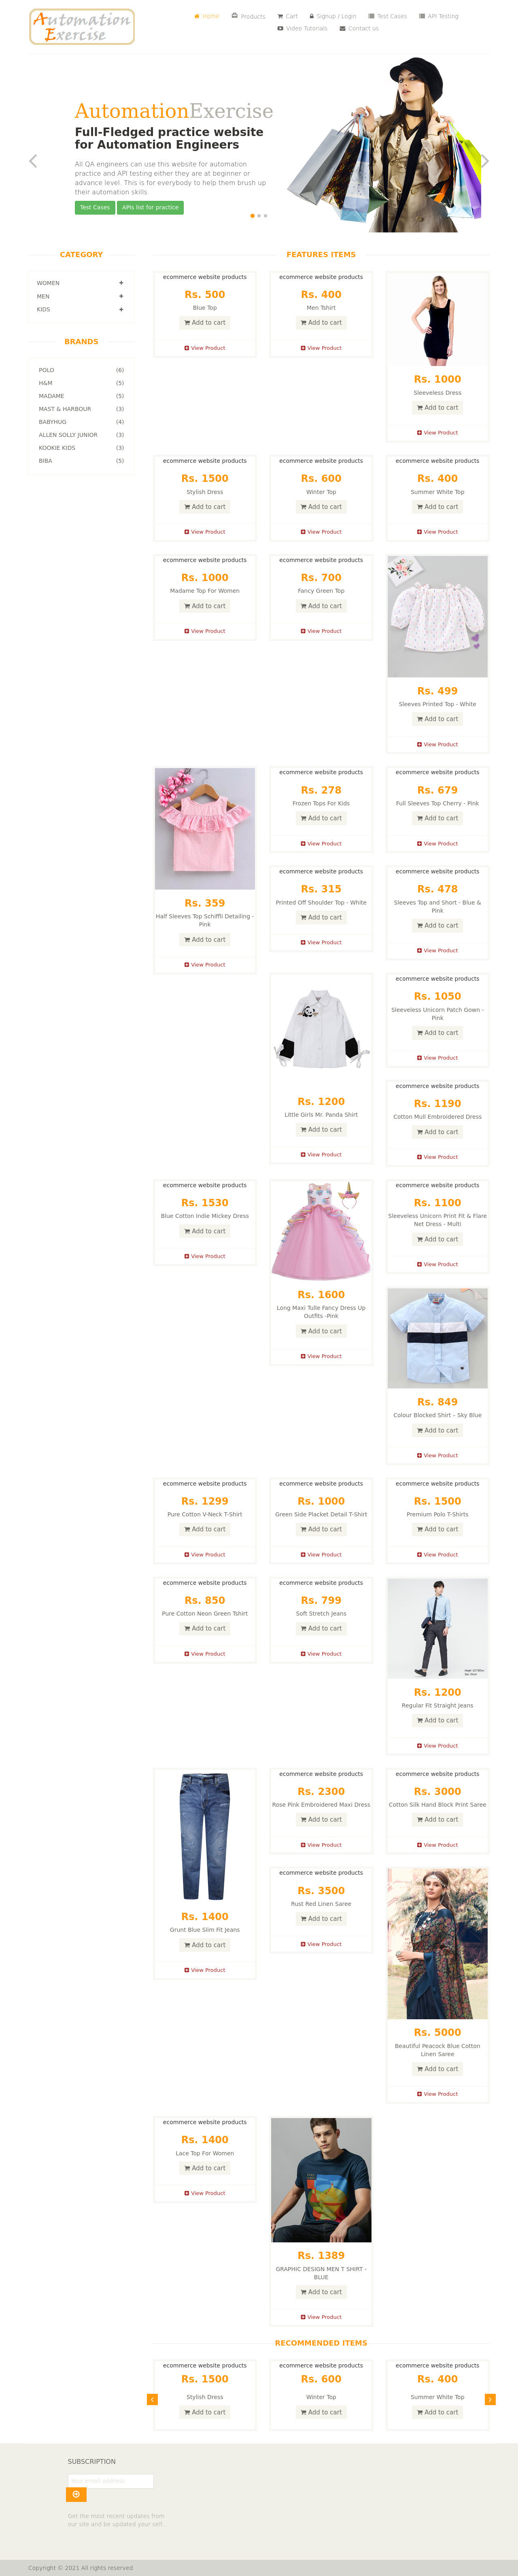 Automation
Exercise
Home
Products
Cart
Signup / Login
Test Cases
API Testing
Video Tutorials
Contact us
AutomationExercise
Full-Fledged practice website
for Automation Engineers
All QA engineers can use this website for automation
practice and API testing either they are at beginner or
advance level. This is for everybody to help them brush up
their automation skills.
Test Cases
APIs list for practice
CATEGORY
WOMEN
MEN
KIDS
BRANDS
POLO (6)
H&M (5)
MADAME (5)
MAST & HARBOUR (3)
BABYHUG (4)
ALLEN SOLLY JUNIOR (3)
KOOKIE KIDS (3)
BIBA (5)
FEATURES ITEMS
ecommerce website products
Rs. 500
Blue Top
Add to cart
View Product
ecommerce website products
Rs. 400
Men Tshirt
Add to cart
View Product
Rs. 1000
Sleeveless Dress
Add to cart
View Product
ecommerce website products
Rs. 1500
Stylish Dress
Add to cart
View Product
ecommerce website products
Rs. 600
Winter Top
Add to cart
View Product
ecommerce website products
Rs. 400
Summer White Top
Add to cart
View Product
ecommerce website products
Rs. 1000
Madame Top For Women
Add to cart
View Product
ecommerce website products
Rs. 700
Fancy Green Top
Add to cart
View Product
Rs. 499
Sleeves Printed Top - White
Add to cart
View Product
Rs. 359
Half Sleeves Top Schiffli Detailing -
Pink
Add to cart
View Product
ecommerce website products
Rs. 278
Frozen Tops For Kids
Add to cart
View Product
ecommerce website products
Rs. 679
Full Sleeves Top Cherry - Pink
Add to cart
View Product
ecommerce website products
Rs. 315
Printed Off Shoulder Top - White
Add to cart
View Product
ecommerce website products
Rs. 478
Sleeves Top and Short - Blue &
Pink
Add to cart
View Product
Rs. 1200
Little Girls Mr. Panda Shirt
Add to cart
View Product
ecommerce website products
Rs. 1050
Sleeveless Unicorn Patch Gown -
Pink
Add to cart
View Product
ecommerce website products
Rs. 1190
Cotton Mull Embroidered Dress
Add to cart
View Product
ecommerce website products
Rs. 1530
Blue Cotton Indie Mickey Dress
Add to cart
View Product
Rs. 1600
Long Maxi Tulle Fancy Dress Up
Outfits -Pink
Add to cart
View Product
ecommerce website products
Rs. 1100
Sleeveless Unicorn Print Fit & Flare
Net Dress - Multi
Add to cart
View Product
Rs. 849
Colour Blocked Shirt – Sky Blue
Add to cart
View Product
ecommerce website products
Rs. 1299
Pure Cotton V-Neck T-Shirt
Add to cart
View Product
ecommerce website products
Rs. 1000
Green Side Placket Detail T-Shirt
Add to cart
View Product
ecommerce website products
Rs. 1500
Premium Polo T-Shirts
Add to cart
View Product
ecommerce website products
Rs. 850
Pure Cotton Neon Green Tshirt
Add to cart
View Product
ecommerce website products
Rs. 799
Soft Stretch Jeans
Add to cart
View Product
Rs. 1200
Regular Fit Straight Jeans
Add to cart
View Product
Rs. 1400
Grunt Blue Slim Fit Jeans
Add to cart
View Product
ecommerce website products
Rs. 2300
Rose Pink Embroidered Maxi Dress
Add to cart
View Product
ecommerce website products
Rs. 3000
Cotton Silk Hand Block Print Saree
Add to cart
View Product
ecommerce website products
Rs. 3500
Rust Red Linen Saree
Add to cart
View Product
Rs. 5000
Beautiful Peacock Blue Cotton
Linen Saree
Add to cart
View Product
ecommerce website products
Rs. 1400
Lace Top For Women
Add to cart
View Product
Rs. 1389
GRAPHIC DESIGN MEN T SHIRT -
BLUE
Add to cart
View Product
RECOMMENDED ITEMS
ecommerce website products
Rs. 1500
Stylish Dress
Add to cart
ecommerce website products
Rs. 600
Winter Top
Add to cart
ecommerce website products
Rs. 400
Summer White Top
Add to cart
SUBSCRIPTION
Your email address
Get the most recent updates from
our site and be updated your self...
Copyright © 2021 All rights reserved